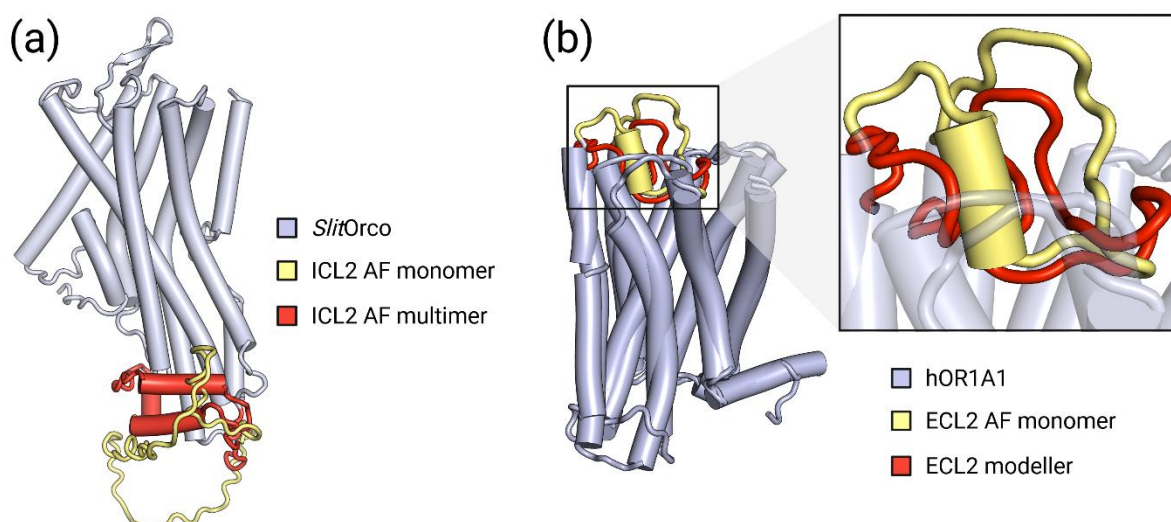 (a)
SlitOrco
ICL2 AF monomer
ICL2 AF multimer
(b)
hOR1A1
ECL2 AF monomer
ECL2 modeller